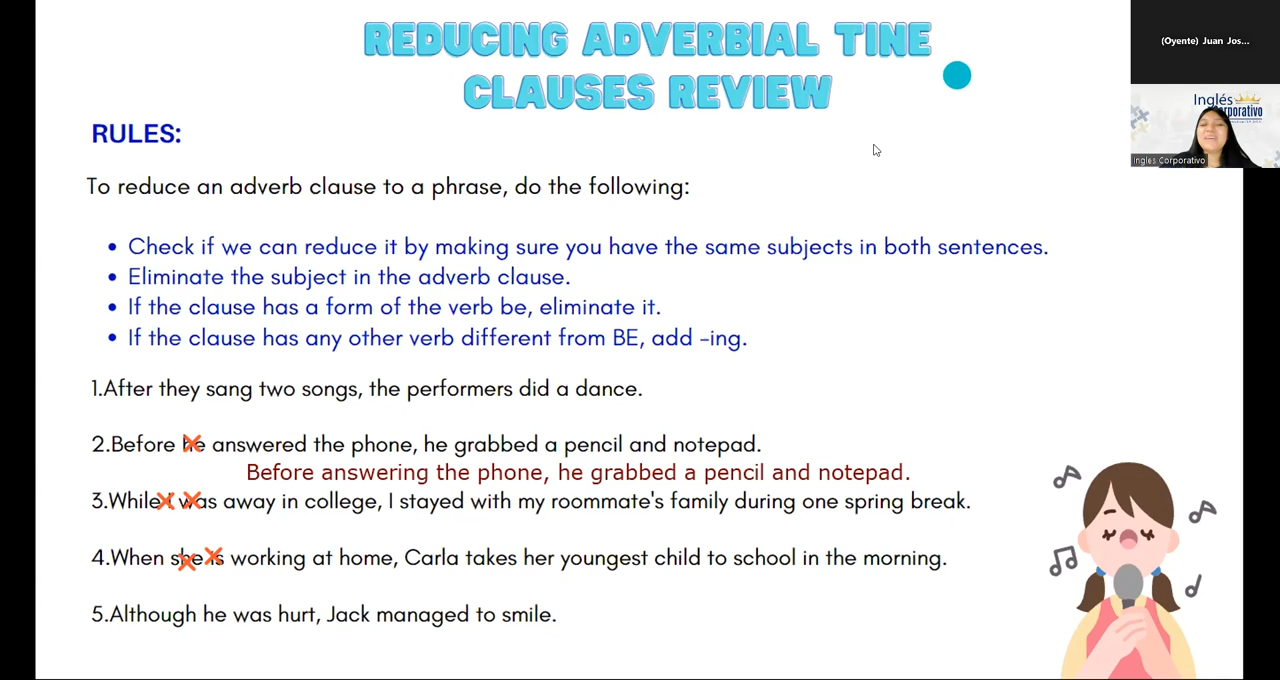 REDUCING ADVERBIAL TINE
CLAUSES REVIEW
(Oyente) Juan Jos...
Inglés
Corporativo
Ingles Corporativo
RULES:
To reduce an adverb clause to a phrase, do the following:
• Check if we can reduce it by making sure you have the same subjects in both sentences.
• Eliminate the subject in the adverb clause.
• If the clause has a form of the verb be, eliminate it.
• If the clause has any other verb different from BE, add -ing.
1.After they sang two songs, the performers did a dance.
2.Before he answered the phone, he grabbed a pencil and notepad.
Before answering the phone, he grabbed a pencil and notepad.
3.While I was away in college, I stayed with my roommate's family during one spring break.
4.When she is working at home, Carla takes her youngest child to school in the morning.
5.Although he was hurt, Jack managed to smile.